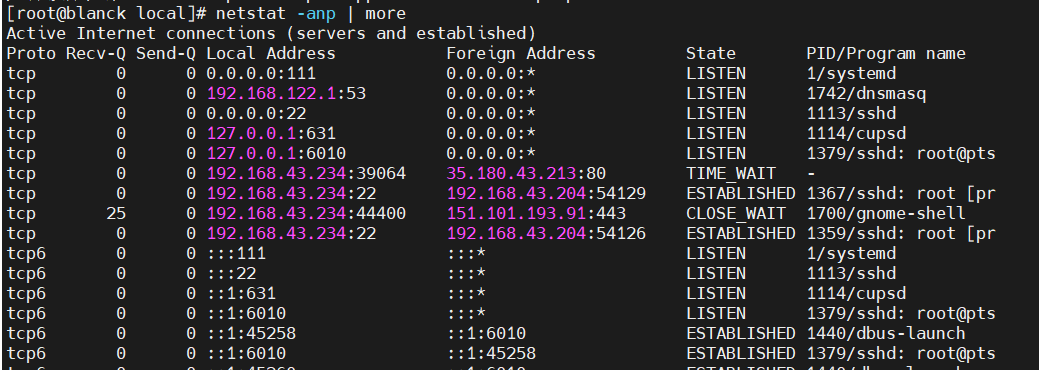 [root@blanck local]# netstat -anp | more
Active Internet connections (servers and established)
Proto Recv-Q Send-Q Local Address           Foreign Address         State       PID/Program name
tcp        0      0 0.0.0.0:111             0.0.0.0:*               LISTEN      1/systemd
tcp        0      0 192.168.122.1:53        0.0.0.0:*               LISTEN      1742/dnsmasq
tcp        0      0 0.0.0.0:22              0.0.0.0:*               LISTEN      1113/sshd
tcp        0      0 127.0.0.1:631           0.0.0.0:*               LISTEN      1114/cupsd
tcp        0      0 127.0.0.1:6010          0.0.0.0:*               LISTEN      1379/sshd: root@pts
tcp        0      0 192.168.43.234:39064    35.180.43.213:80        TIME_WAIT   -
tcp        0      0 192.168.43.234:22       192.168.43.204:54129    ESTABLISHED 1367/sshd: root [pr
tcp       25      0 192.168.43.234:44400    151.101.193.91:443      CLOSE_WAIT  1700/gnome-shell
tcp        0      0 192.168.43.234:22       192.168.43.204:54126    ESTABLISHED 1359/sshd: root [pr
tcp6       0      0 :::111                  :::*                    LISTEN      1/systemd
tcp6       0      0 :::22                   :::*                    LISTEN      1113/sshd
tcp6       0      0 ::1:631                 :::*                    LISTEN      1114/cupsd
tcp6       0      0 ::1:6010                :::*                    LISTEN      1379/sshd: root@pts
tcp6       0      0 ::1:45258               ::1:6010                ESTABLISHED 1440/dbus-launch
tcp6       0      0 ::1:6010                ::1:45258               ESTABLISHED 1379/sshd: root@pts